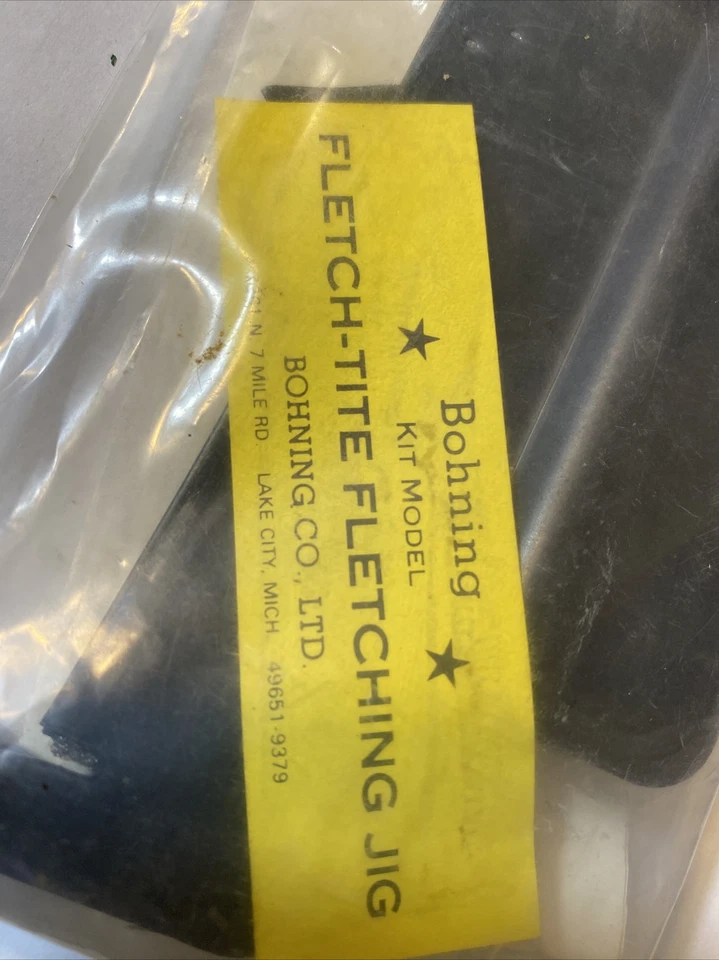 Bohning
★ KIT MODEL ★
FLETCH-TITE FLETCHING JIG
BOHNING CO., LTD.
N. 7 MILE RD. LAKE CITY, MICH. 49651-9379